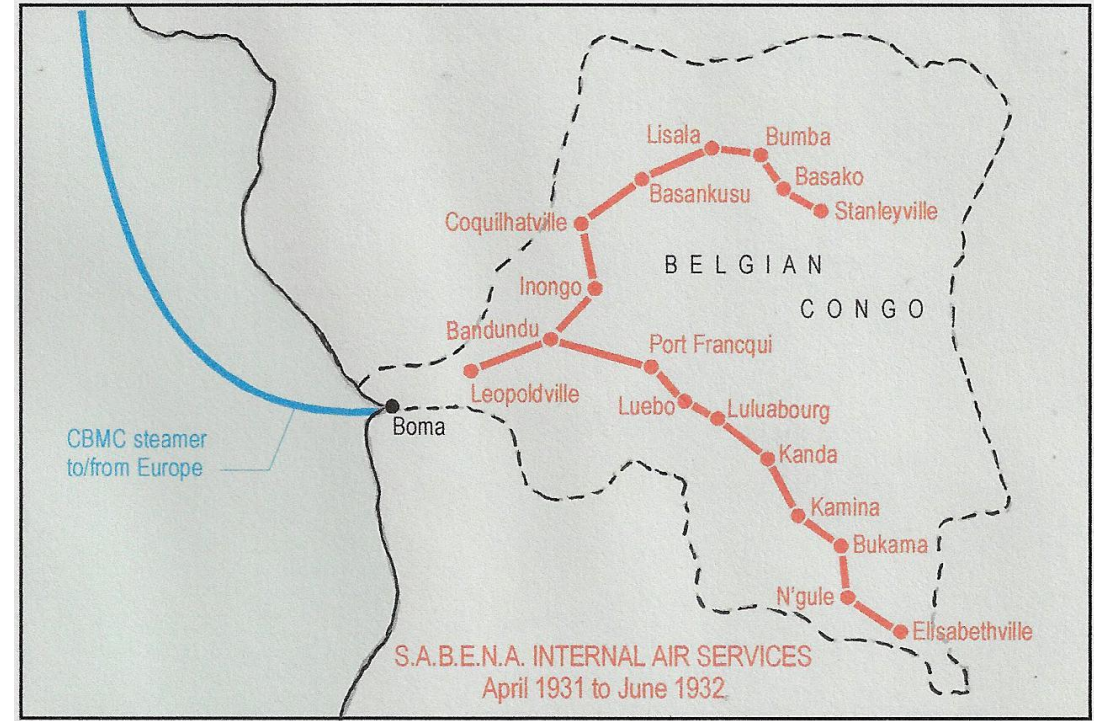 Lisala
Bumba
Basako
Basankusu
Stanleyville
Coquilhatville
BELGIAN
Inongo
CONGO
Bandundu
Port Francqui
Leopoldville
Luebo
Luluabourg
Boma
CBMC steamer
to/from Europe
Kanda
Kamina
Bukama
N'gule
Elisabethville
S.A.B.E.N.A. INTERNAL AIR SERVICES
April 1931 to June 1932